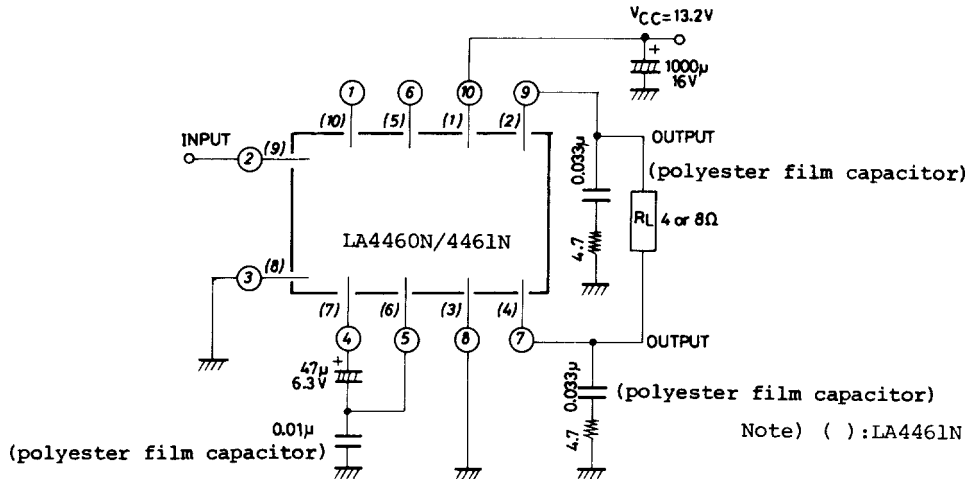 VCC=13.2V
+
1000µ
16V
1
6
10
9
(10)
(5)
(1)
(2)
INPUT
2
(9)
OUTPUT
0.033µ
(polyester film capacitor)
RL 4 or 8Ω
4.7
LA4460N/4461N
3
(8)
(7)
(6)
(3)
(4)
4
5
8
7
OUTPUT
+
47µ
6.3V
0.033µ
(polyester film capacitor)
0.01µ
4.7
Note) ( ):LA4461N
(polyester film capacitor)